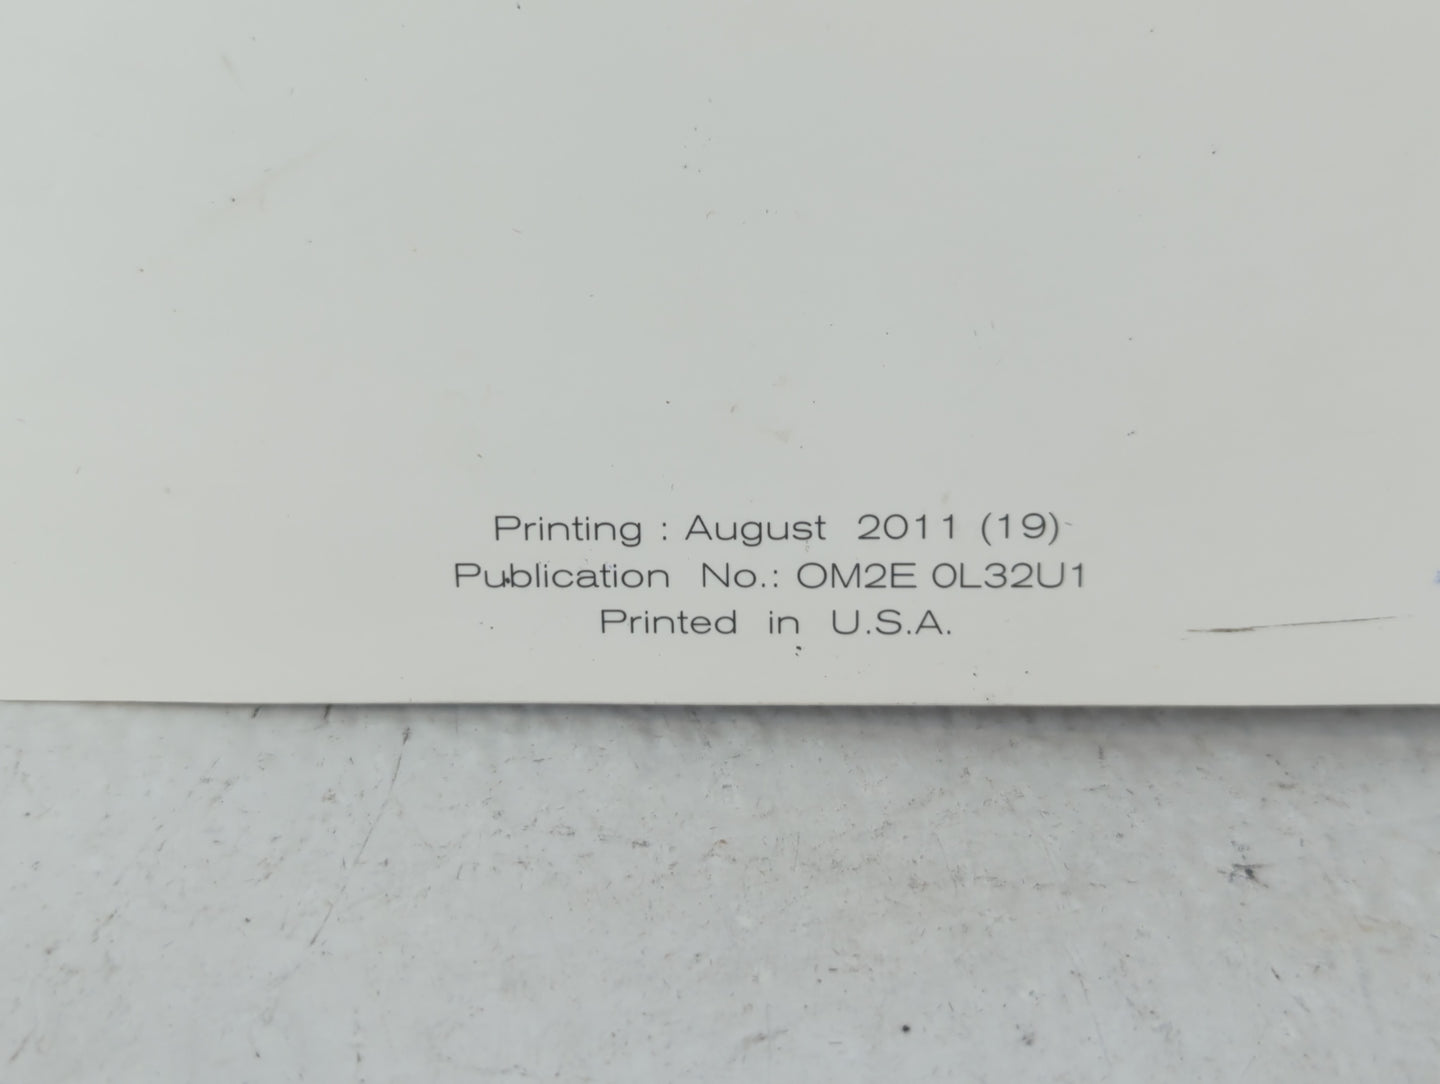 Printing : August 2011 (19)
Publication No.: OM2E 0L32U1
Printed in U.S.A.